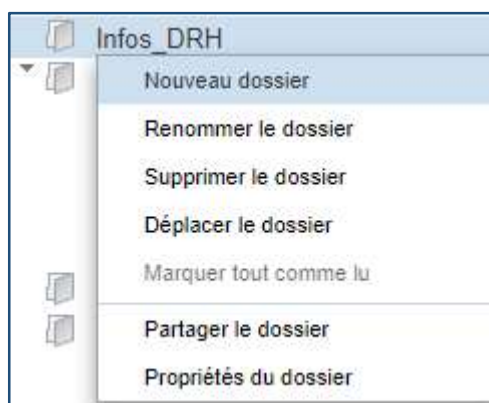 Infos_DRH
Nouveau dossier
Renommer le dossier
Supprimer le dossier
Déplacer le dossier
Marquer tout comme lu
Partager le dossier
Propriétés du dossier